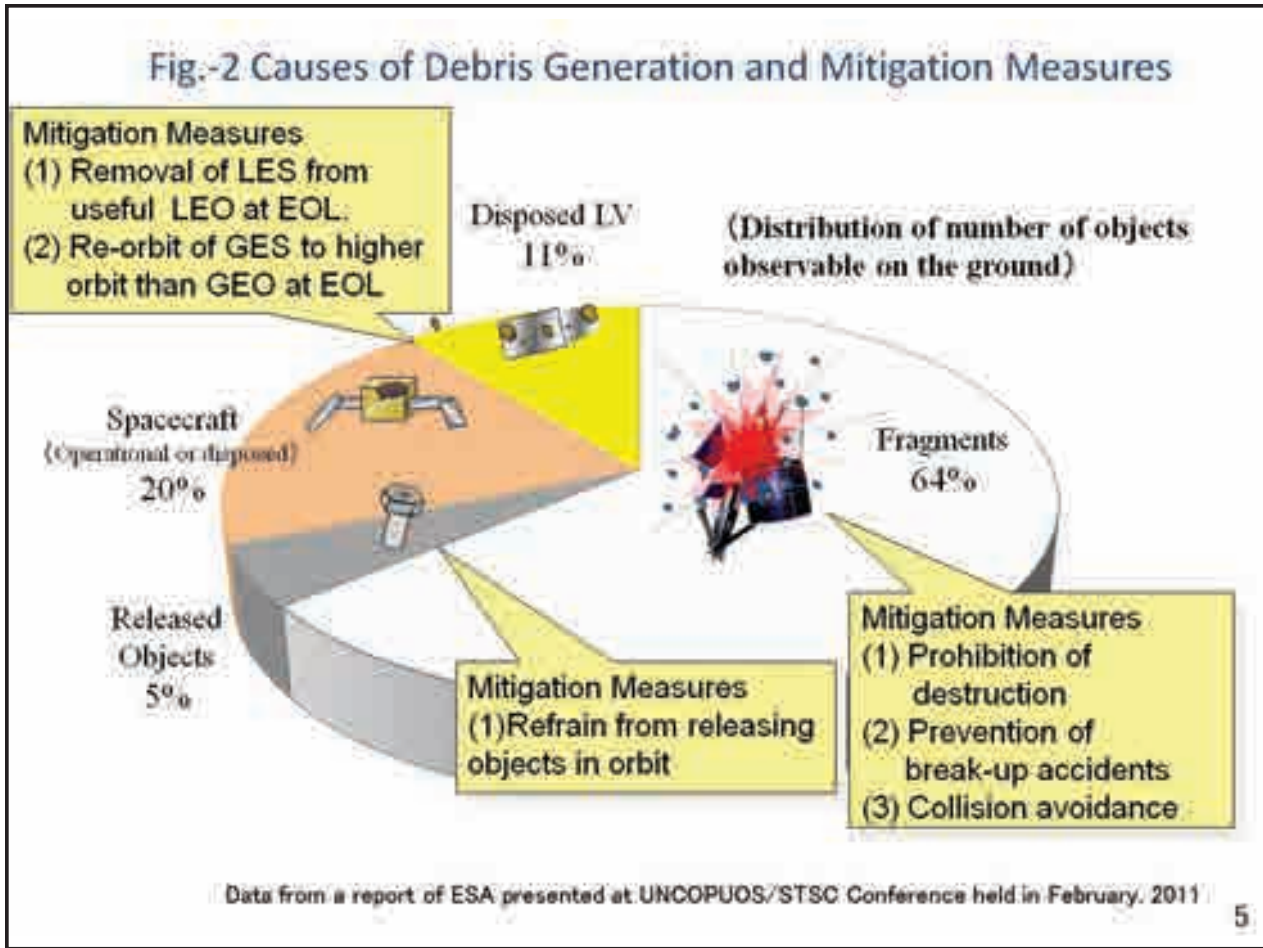 Fig.-2 Causes of Debris Generation and Mitigation Measures
Mitigation Measures
(1) Removal of LES from
useful LEO at EOL.
(2) Re-orbit of GES to higher
orbit than GEO at EOL
Disposed LV
11%
(Distribution of number of objects
observable on the ground)
Spacecraft
(Operational or disposed)
20%
Fragments
64%
Released
Objects
5%
Mitigation Measures
(1)Refrain from releasing
objects in orbit
Mitigation Measures
(1) Prohibition of
destruction
(2) Prevention of
break-up accidents
(3) Collision avoidance
Data from a report of ESA presented at UNCOPUOS/STSC Conference held in February. 2011
5